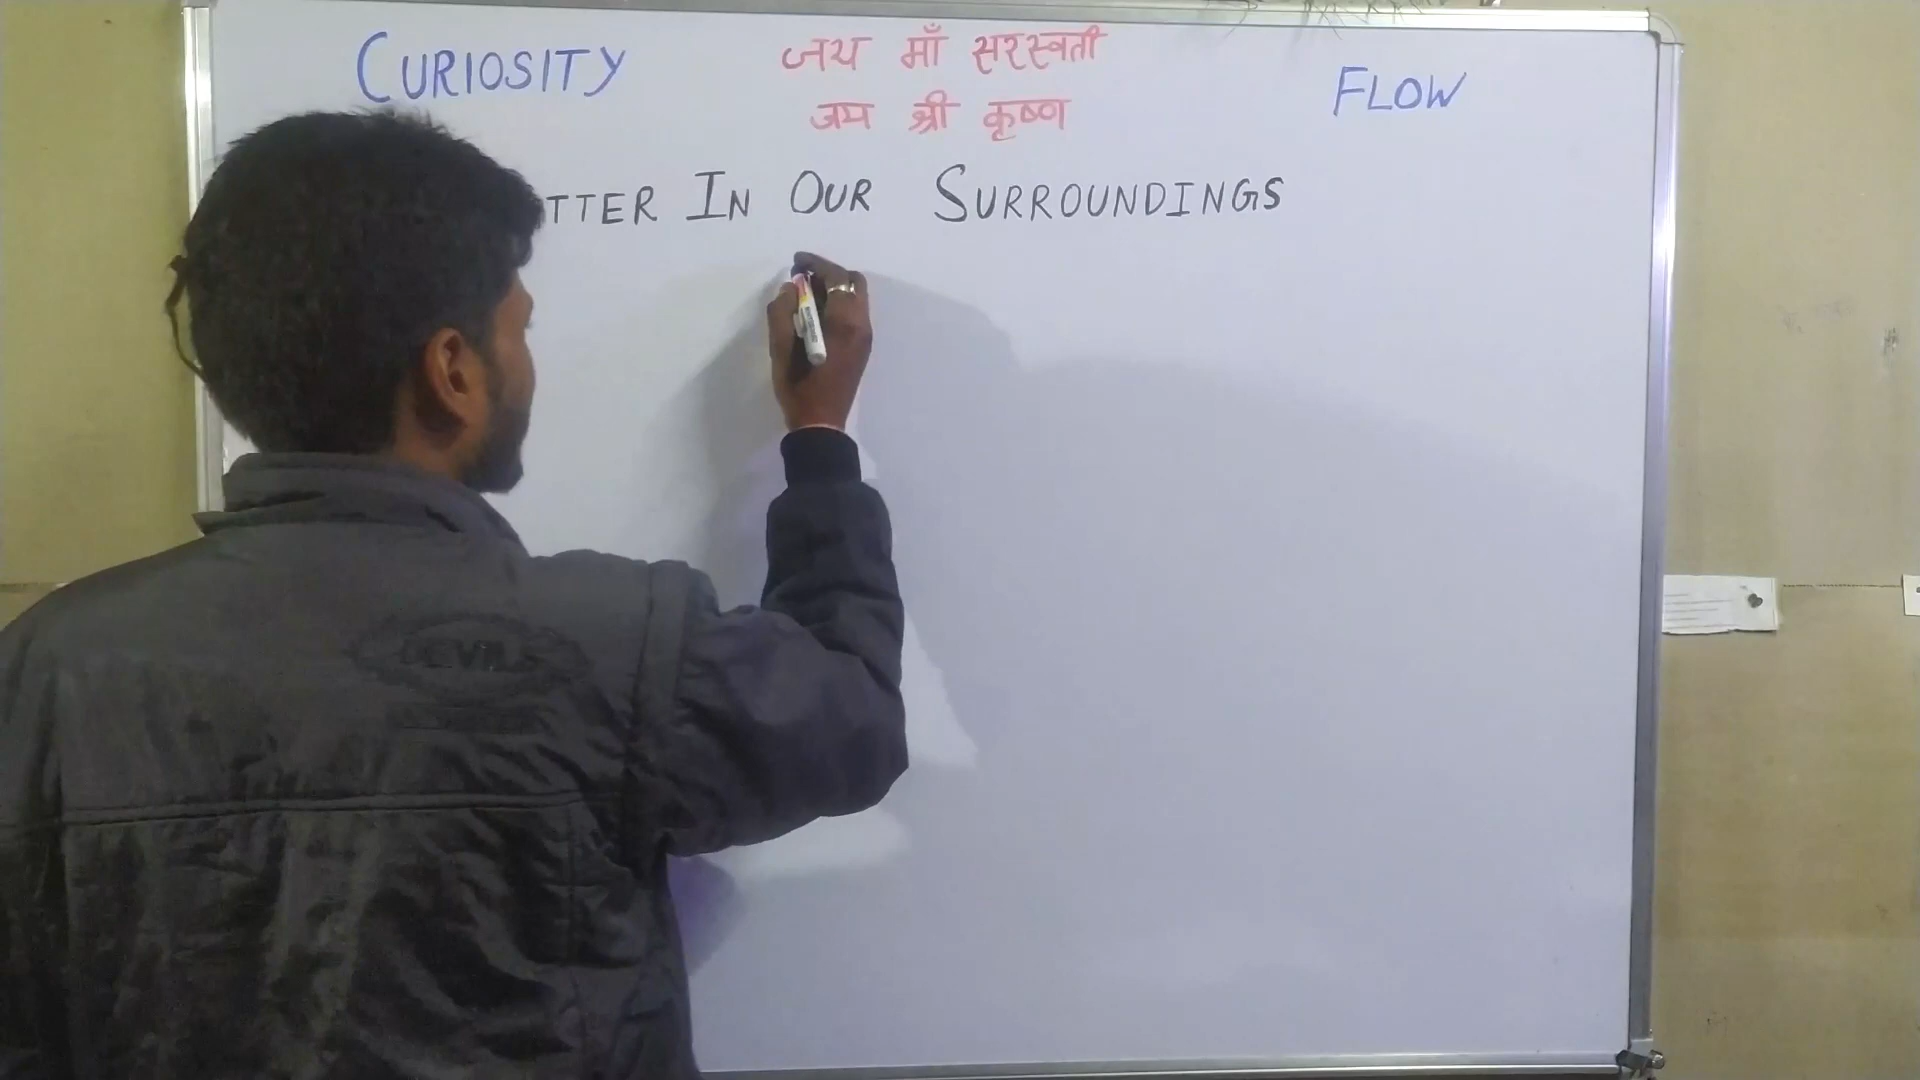 CURIOSITY
जय माँ सरस्वती
जय श्री कृष्ण
FLOW
TTER IN OUR SURROUNDINGS